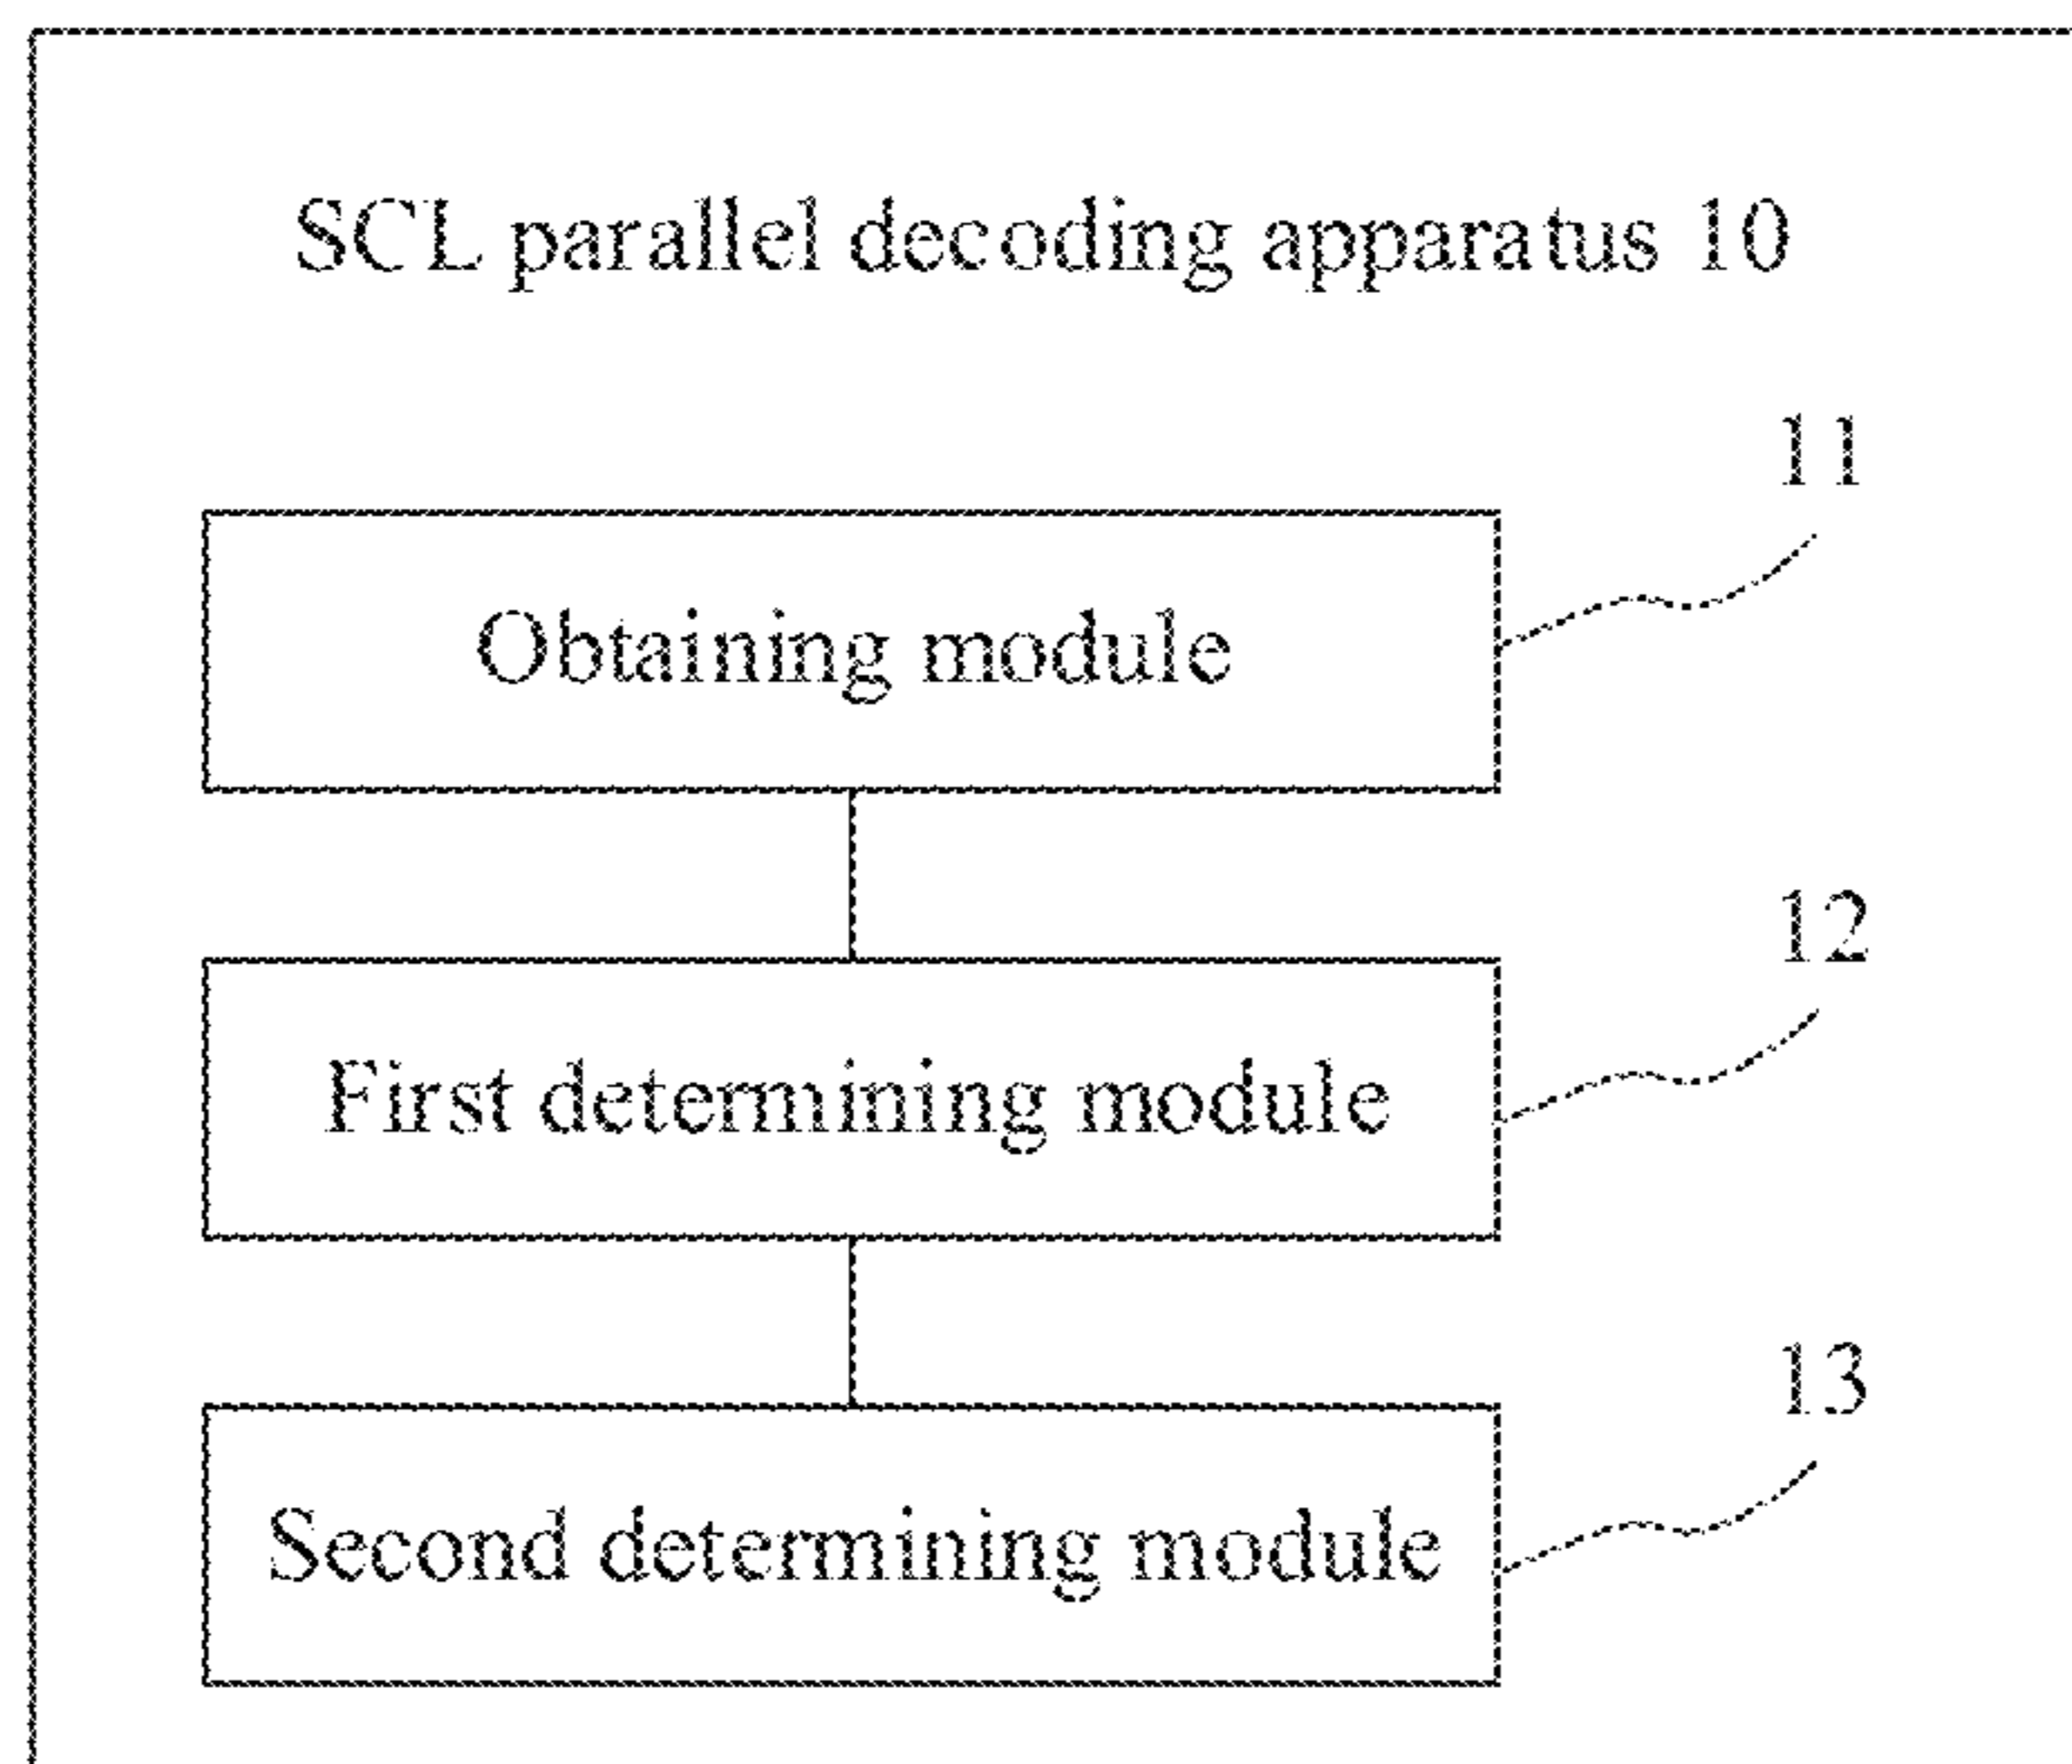 SCL parallel decoding apparatus 10
11
Obtaining module
12
First determining module
13
Second determining module